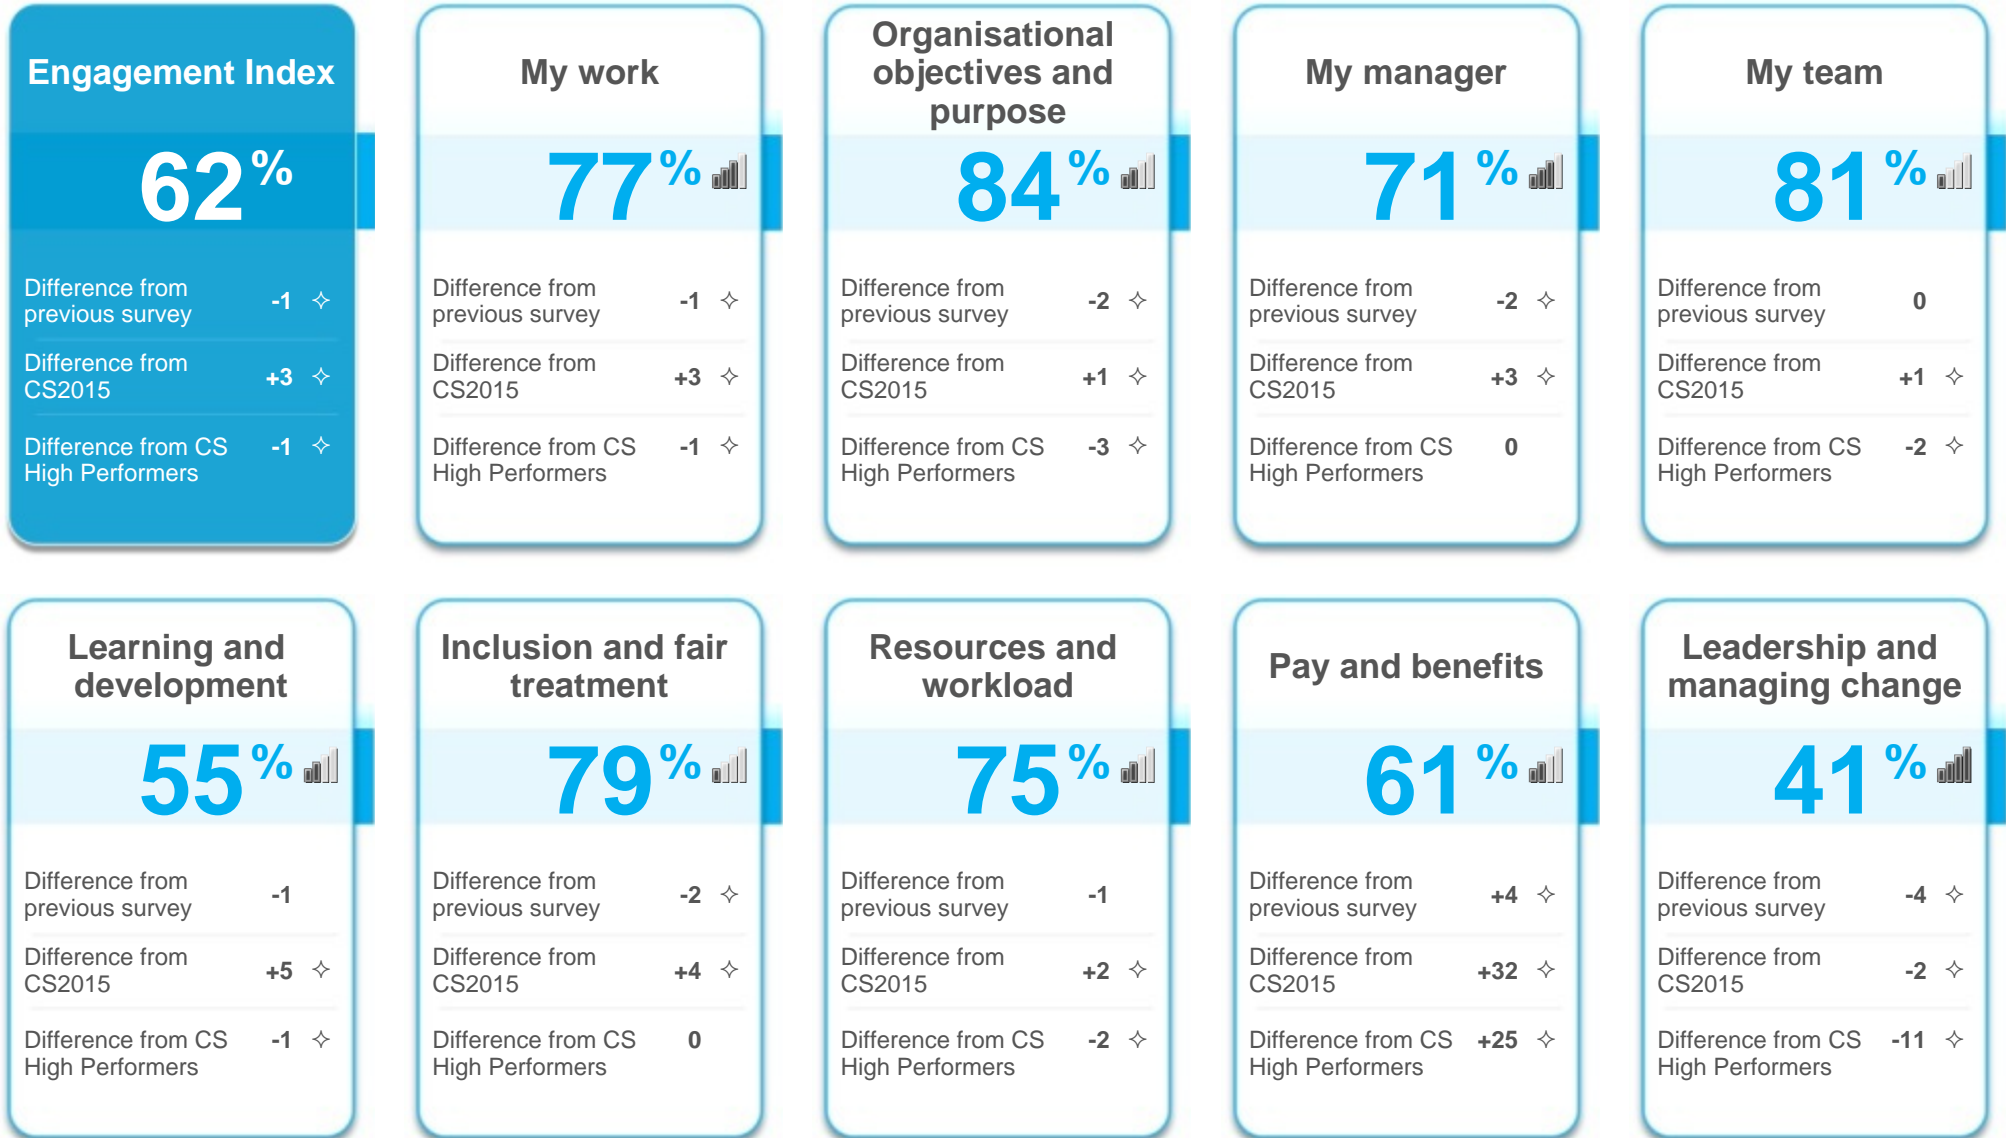 Engagement Index
62%
Difference from
previous survey
-1 ✧
Difference from
CS2015
+3 ✧
Difference from CS
High Performers
-1 ✧
My work
77%
Difference from
previous survey
-1 ✧
Difference from
CS2015
+3 ✧
Difference from CS
High Performers
-1 ✧
Organisational
objectives and
purpose
84%
Difference from
previous survey
-2 ✧
Difference from
CS2015
+1 ✧
Difference from CS
High Performers
-3 ✧
My manager
71%
Difference from
previous survey
-2 ✧
Difference from
CS2015
+3 ✧
Difference from CS
High Performers
0
My team
81%
Difference from
previous survey
0
Difference from
CS2015
+1 ✧
Difference from CS
High Performers
-2 ✧
Learning and
development
55%
Difference from
previous survey
-1
Difference from
CS2015
+5 ✧
Difference from CS
High Performers
-1 ✧
Inclusion and fair
treatment
79%
Difference from
previous survey
-2 ✧
Difference from
CS2015
+4 ✧
Difference from CS
High Performers
0
Resources and
workload
75%
Difference from
previous survey
-1
Difference from
CS2015
+2 ✧
Difference from CS
High Performers
-2 ✧
Pay and benefits
61%
Difference from
previous survey
+4 ✧
Difference from
CS2015
+32 ✧
Difference from CS
High Performers
+25 ✧
Leadership and
managing change
41%
Difference from
previous survey
-4 ✧
Difference from
CS2015
-2 ✧
Difference from CS
High Performers
-11 ✧